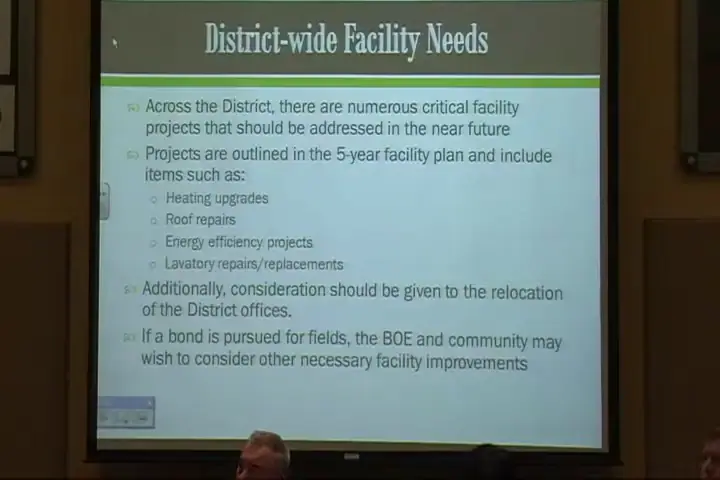 District-wide Facility Needs
Across the District, there are numerous critical facility
projects that should be addressed in the near future
Projects are outlined in the 5-year facility plan and include
items such as:
Heating upgrades
Roof repairs
Energy efficiency projects
Lavatory repairs/replacements
Additionally, consideration should be given to the relocation
of the District offices.
If a bond is pursued for fields, the BOE and community may
wish to consider other necessary facility improvements